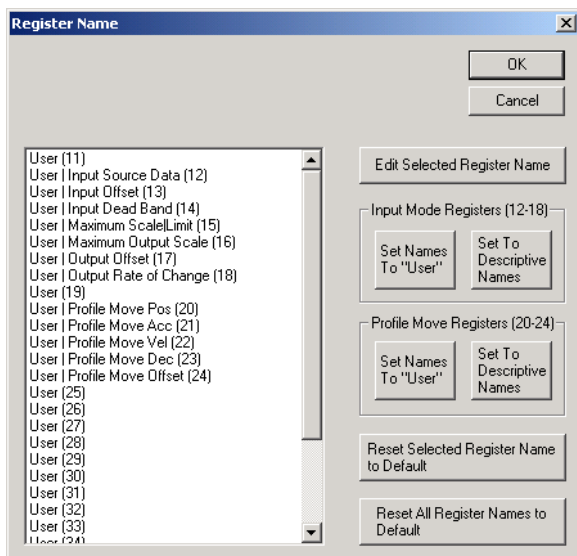 Register Name
OK
Cancel
User (11)
User | Input Source Data (12)
User | Input Offset (13)
User | Input Dead Band (14)
User | Maximum Scale|Limit (15)
User | Maximum Output Scale (16)
User | Output Offset (17)
User | Output Rate of Change (18)
User (19)
User | Profile Move Pos (20)
User | Profile Move Acc (21)
User | Profile Move Vel (22)
User | Profile Move Dec (23)
User | Profile Move Offset (24)
User (25)
User (26)
User (27)
User (28)
User (29)
User (30)
User (31)
User (32)
User (33)
User (34)
Edit Selected Register Name
Input Mode Registers (12-18)
Set Names
To "User"
Set To
Descriptive
Names
Profile Move Registers (20-24)
Set Names
To "User"
Set To
Descriptive
Names
Reset Selected Register Name
to Default
Reset All Register Names to
Default